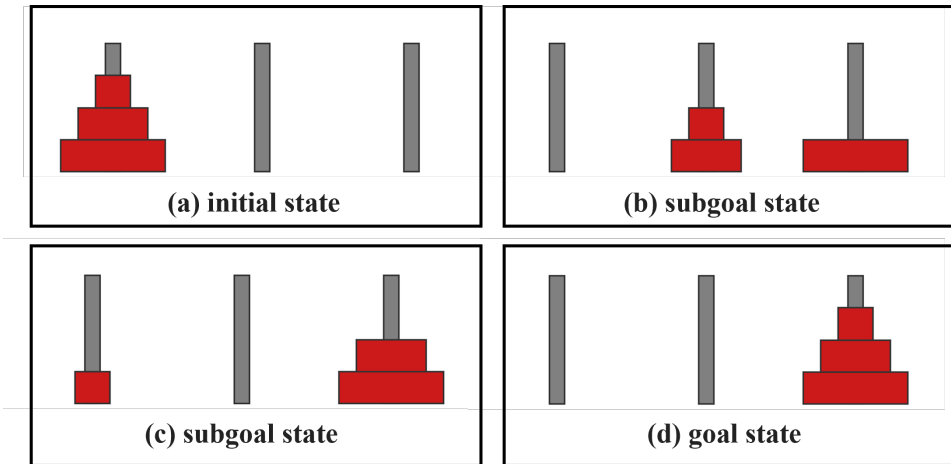 (a) initial state
(b) subgoal state
(c) subgoal state
(d) goal state